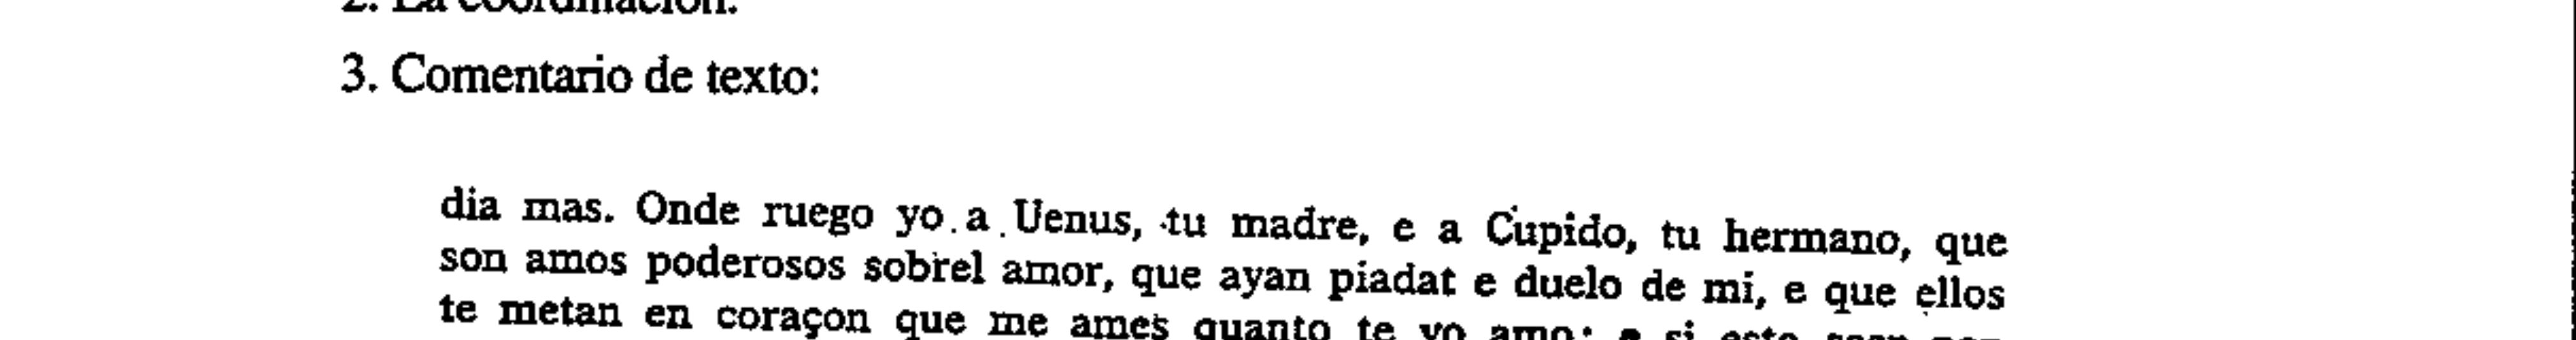 2. La coordinación.
3. Comentario de texto:
dia mas. Onde ruego yo a Uenus, tu madre, e a Cupido, tu hermano, que
son amos poderosos sobrel amor, que ayan piadat e duelo de mi, e que ellos
te metan en coraçon que me ames quanto te yo amo; e si esto